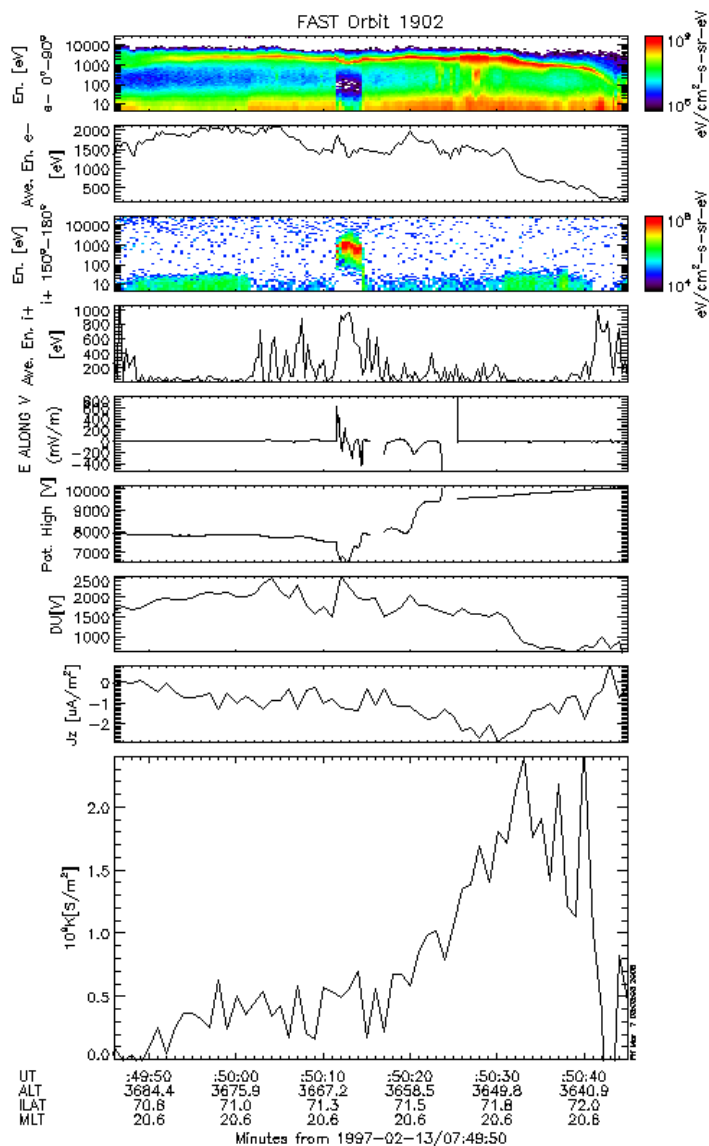 FAST Orbit 1902
En. [eV]
e− 0°−90°
10000
1000
100
10
10⁹
10⁶
eV/cm²−s−sr−eV
Ave. En. e−
[eV]
2000
1500
1000
500
En. [eV]
i+ 150°−180°
10000
1000
100
10
10⁸
10⁴
eV/cm²−s−sr−eV
Ave. En. i+
[eV]
1000
800
600
400
200
E ALONG V
(mV/m)
800
600
400
200
0
−200
−400
Pot. High [V]
10000
9000
8000
7000
DU[V]
2500
2000
1500
1000
Jz [uA/m²]
0
−1
−2
10⁹K[S/m²]
2.0
1.5
1.0
0.5
0.0
UT :49:50 :50:00 :50:10 :50:20 :50:30 :50:40
ALT 3684.4 3675.9 3667.2 3658.5 3649.8 3640.9
ILAT 70.8 71.0 71.3 71.5 71.8 72.0
MLT 20.6 20.6 20.6 20.6 20.6 20.6
Minutes from 1997−02−13/07:49:50